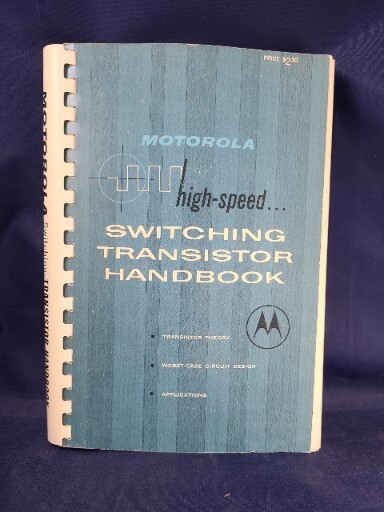 PRICE $2.50
MOTOROLA
high-speed...
SWITCHING
TRANSISTOR
HANDBOOK
• TRANSISTOR THEORY
• WORST-CASE CIRCUIT DESIGN
• APPLICATIONS
MOTOROLA Switching TRANSISTOR HANDBOOK